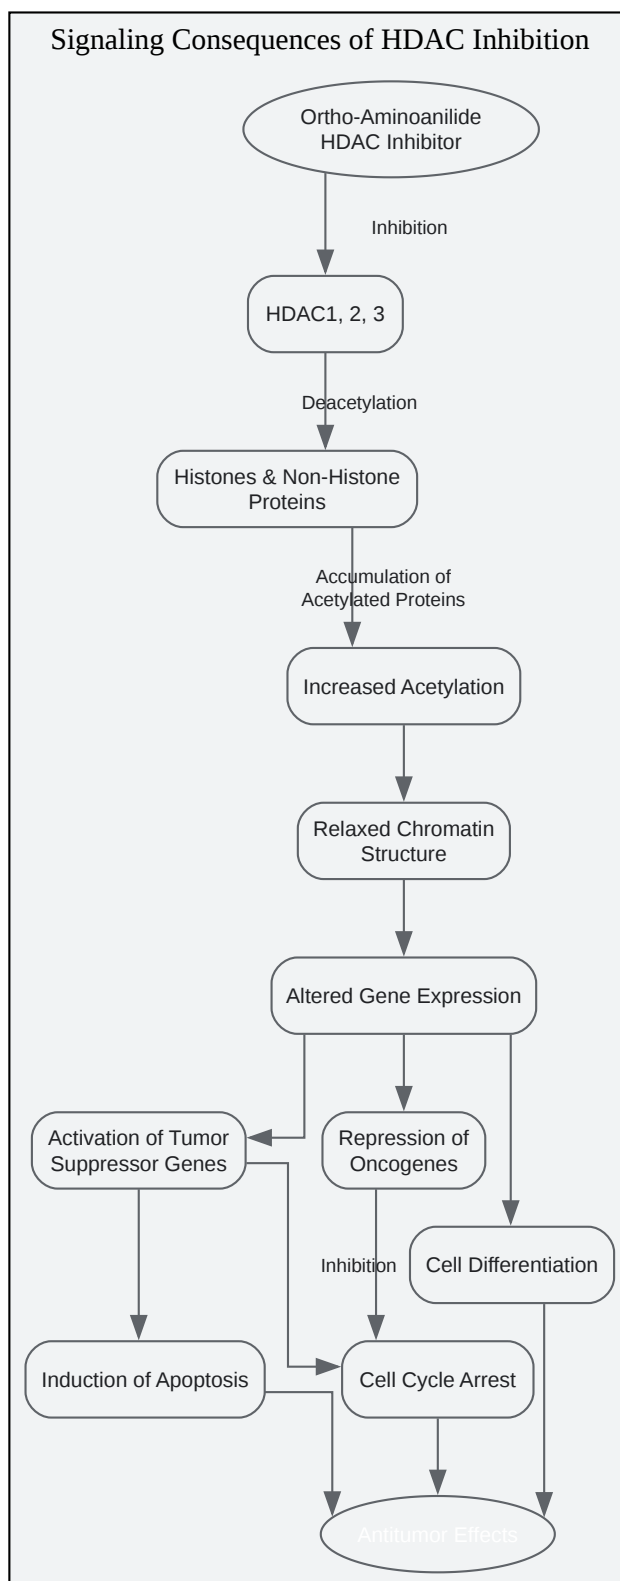 Signaling Consequences of HDAC Inhibition
Ortho-Aminoanilide
HDAC Inhibitor
Inhibition
HDAC1, 2, 3
Deacetylation
Histones & Non-Histone
Proteins
Accumulation of
Acetylated Proteins
Increased Acetylation
Relaxed Chromatin
Structure
Altered Gene Expression
Activation of Tumor
Suppressor Genes
Repression of
Oncogenes
Inhibition
Cell Differentiation
Induction of Apoptosis
Cell Cycle Arrest
Antitumor Effects